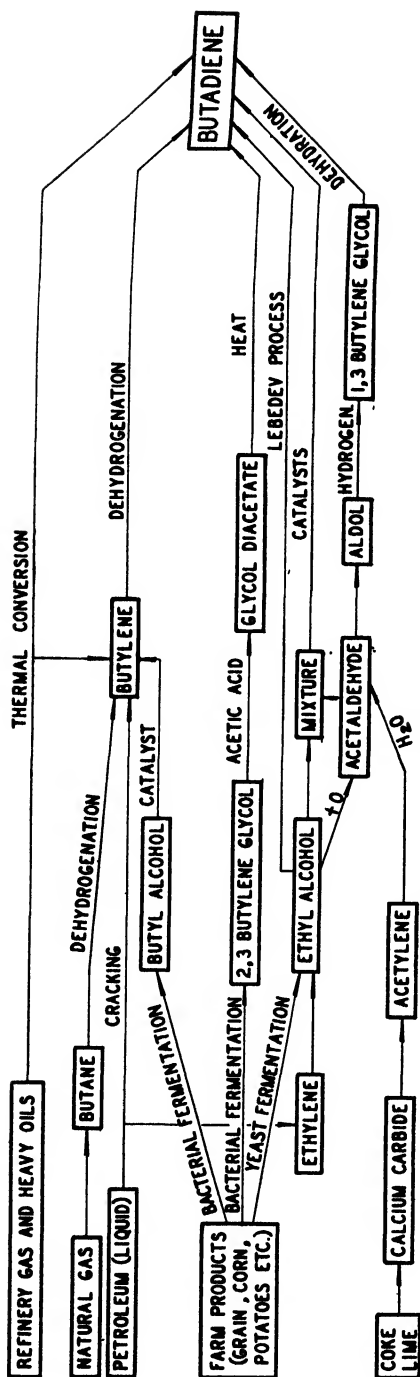 REFINERY GAS AND HEAVY OILS
THERMAL CONVERSION
NATURAL GAS
BUTANE
DEHYDROGENATION
PETROLEUM (LIQUID)
CRACKING
BUTYLENE
DEHYDROGENATION
BUTADIENE
BACTERIAL FERMENTATION
BUTYL ALCOHOL
CATALYST
FARM PRODUCTS
(GRAIN, CORN,
POTATOES ETC.)
BACTERIAL FERMENTATION
2,3 BUTYLENE GLYCOL
ACETIC ACID
GLYCOL DIACETATE
HEAT
YEAST FERMENTATION
LEBEDEV PROCESS
ETHYLENE
ETHYL ALCOHOL
MIXTURE
CATALYSTS
+O
ACETALDEHYDE
ALDOL
HYDROGEN
1,3 BUTYLENE GLYCOL
DEHYDRATION
COKE
LIME
CALCIUM CARBIDE
ACETYLENE
H2O